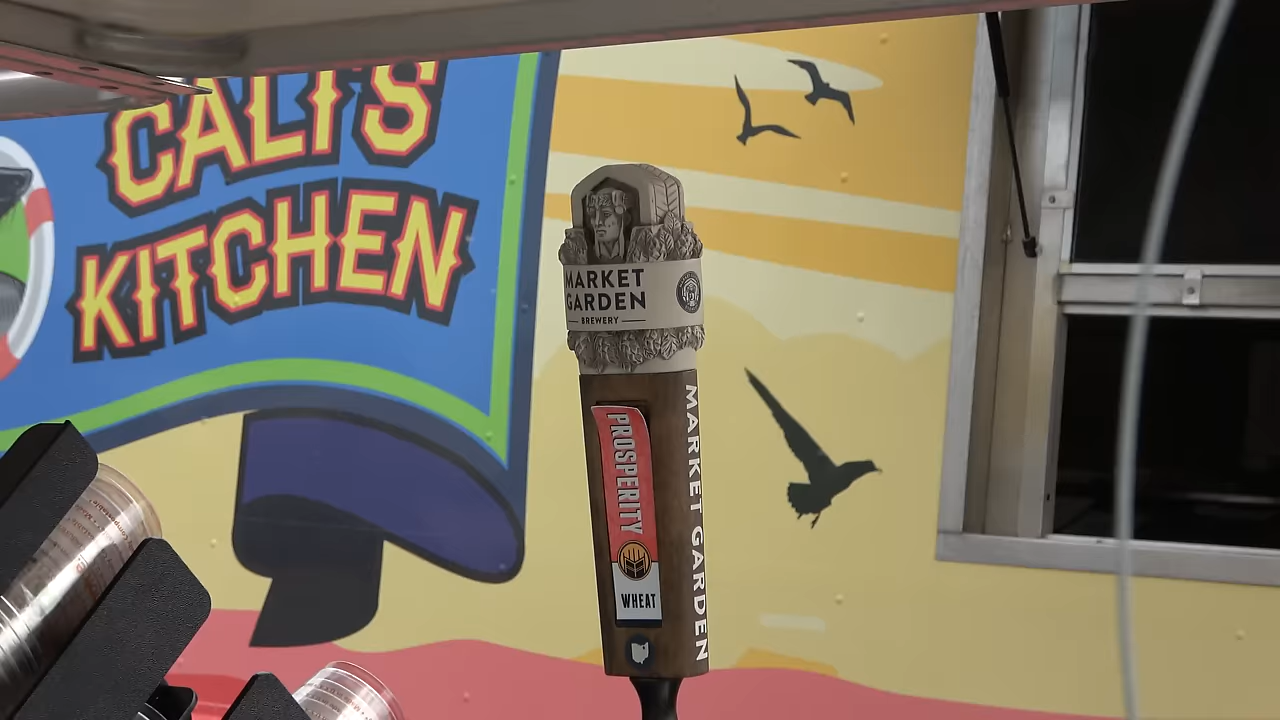 CALI'S
KITCHEN
MARKET
GARDEN
BREWERY
PROSPERITY
WHEAT
MARKET GARDEN